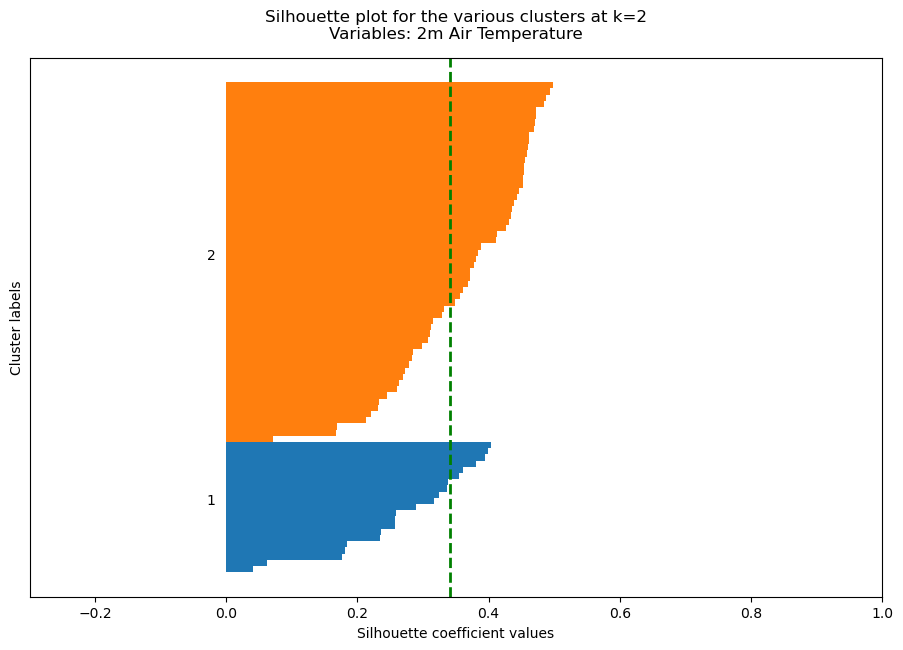 Silhouette plot for the various clusters at k=2
Variables: 2m Air Temperature
Cluster labels
2
1
−0.2 0.0 0.2 0.4 0.6 0.8 1.0
Silhouette coefficient values